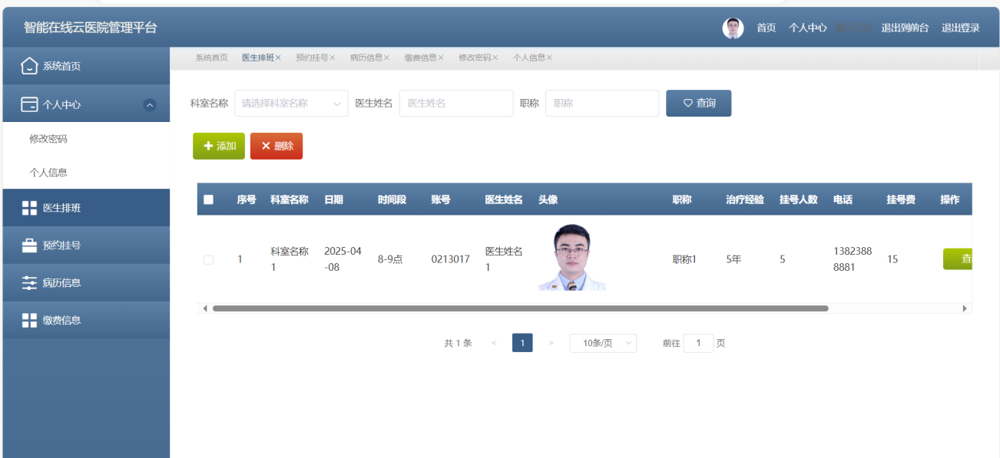 智能在线云医院管理平台
首页 个人中心 退出到前台 退出登录
系统首页
个人中心
修改密码
个人信息
医生排班
预约挂号
病历信息
缴费信息
系统首页 医生排班× 预约挂号× 病历信息× 缴费信息× 修改密码× 个人信息×
科室名称 请选择科室名称 医生姓名 医生姓名 职称 职称 查询
添加 删除
序号 科室名称 日期 时间段 账号 医生姓名 头像 职称 治疗经验 挂号人数 电话 挂号费 操作
1 科室名称 2025-04 8-9点 0213017 医生姓名 职称1 5年 5 1382388 15 查
1 -08 1 8881
共 1 条 < 1 > 10条/页 前往 1 页